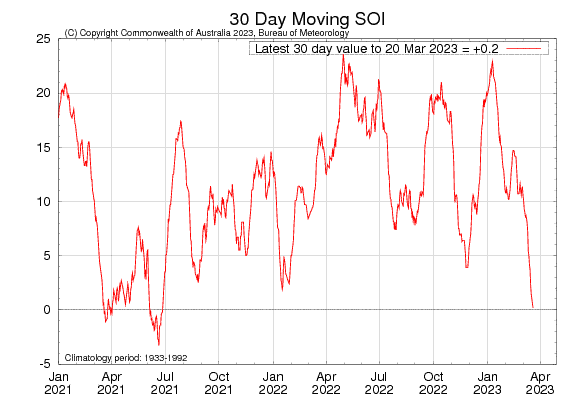 30 Day Moving SOI
(C) Copyright Commonwealth of Australia 2023, Bureau of Meteorology
Latest 30 day value to 20 Mar 2023 = +0.2
25
20
15
10
5
0
-5
Climatology period: 1933-1992
Jan Apr Jul Oct Jan Apr Jul Oct Jan Apr
2021 2021 2021 2021 2022 2022 2022 2022 2023 2023